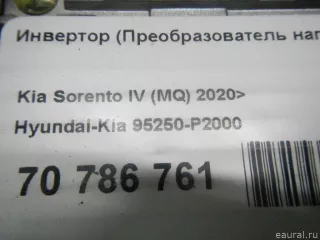 Инвертор (Преобразователь нап
Kia Sorento IV (MQ) 2020>
Hyundai-Kia 95250-P2000
70 786 761
eaural.ru